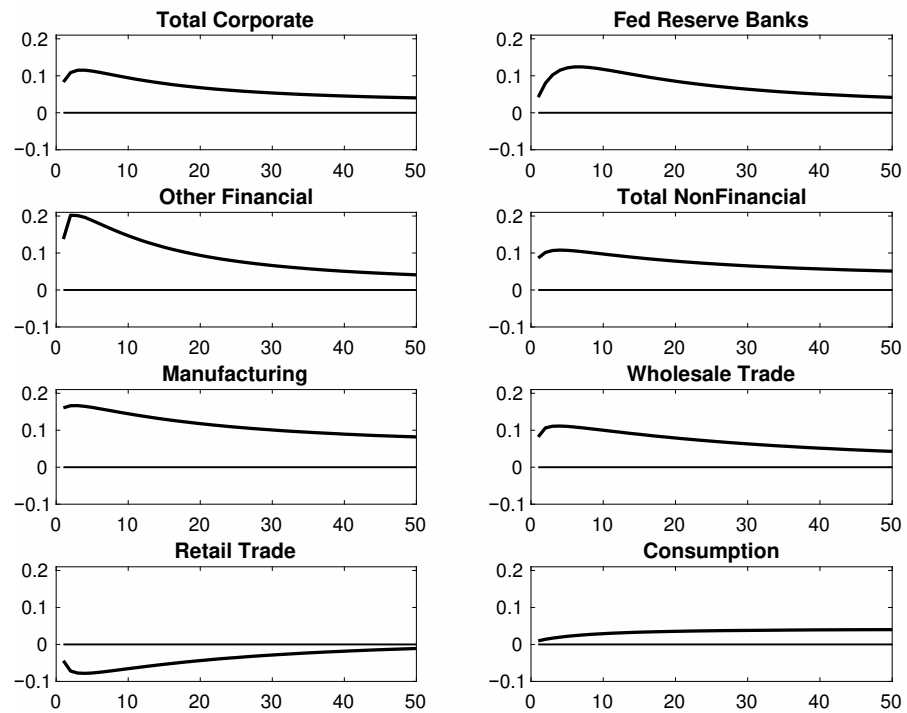 Total Corporate
0.2
0.1
0
−0.1
0 10 20 30 40 50
Fed Reserve Banks
0.2
0.1
0
−0.1
0 10 20 30 40 50
Other Financial
0.2
0.1
0
−0.1
0 10 20 30 40 50
Total NonFinancial
0.2
0.1
0
−0.1
0 10 20 30 40 50
Manufacturing
0.2
0.1
0
−0.1
0 10 20 30 40 50
Wholesale Trade
0.2
0.1
0
−0.1
0 10 20 30 40 50
Retail Trade
0.2
0.1
0
−0.1
0 10 20 30 40 50
Consumption
0.2
0.1
0
−0.1
0 10 20 30 40 50